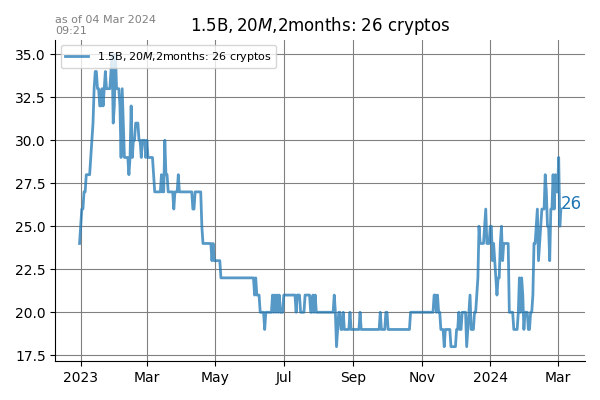 as of 04 Mar 2024
09:21
1.5B, 20M,2months: 26 cryptos
1.5B, 20M,2months: 26 cryptos
35.0
32.5
30.0
27.5
25.0
22.5
20.0
17.5
26
2023
Mar
May
Jul
Sep
Nov
2024
Mar